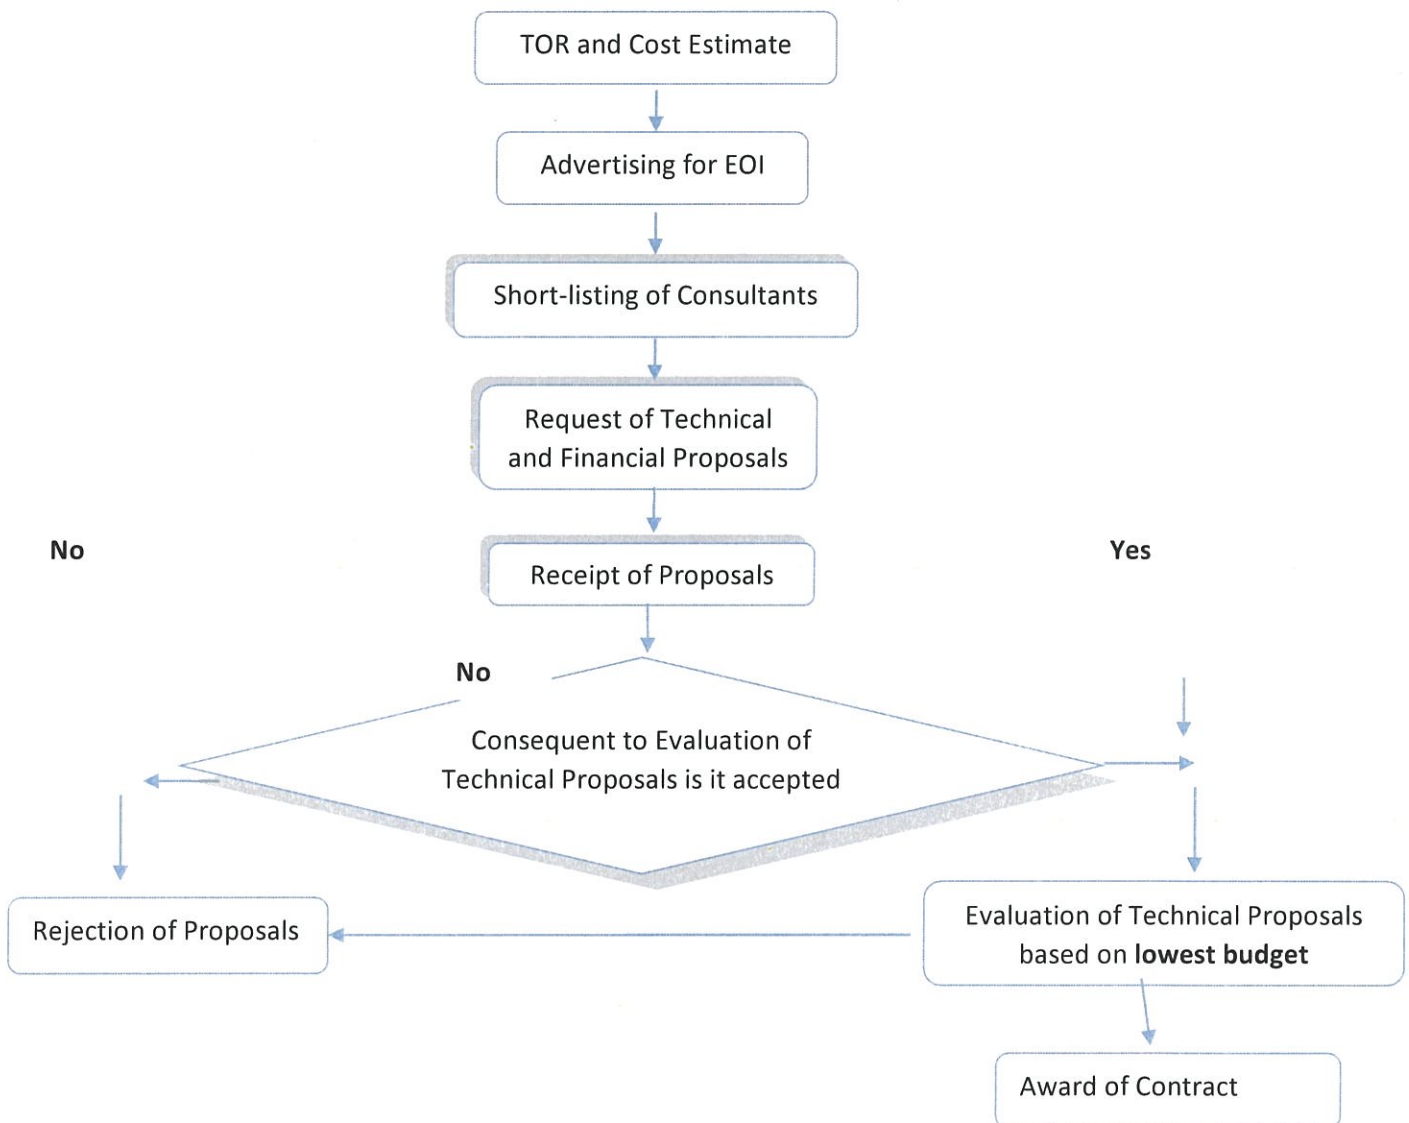 TOR and Cost Estimate
Advertising for EOI
Short-listing of Consultants
Request of Technical
and Financial Proposals
No
Yes
Receipt of Proposals
No
Consequent to Evaluation of
Technical Proposals is it accepted
Rejection of Proposals
Evaluation of Technical Proposals
based on lowest budget
Award of Contract